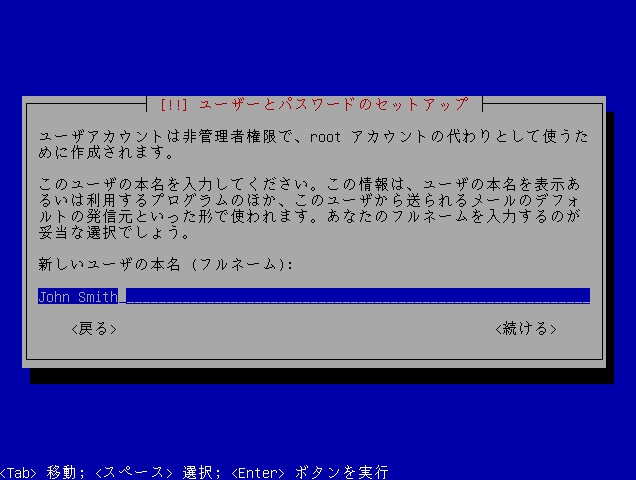 [!!] ユーザーとパスワードのセットアップ
ユーザアカウントは非管理者権限で、root アカウントの代わりとして使うた
めに作成されます。
このユーザの本名を入力してください。この情報は、ユーザの本名を表示あ
るいは利用するプログラムのほか、このユーザから送られるメールのデフォ
ルトの発信元といった形で使われます。あなたのフルネームを入力するのが
妥当な選択でしょう。
新しいユーザの本名 (フルネーム):
John Smith
<戻る> <続ける>
<Tab> 移動; <スペース> 選択; <Enter> ボタンを実行